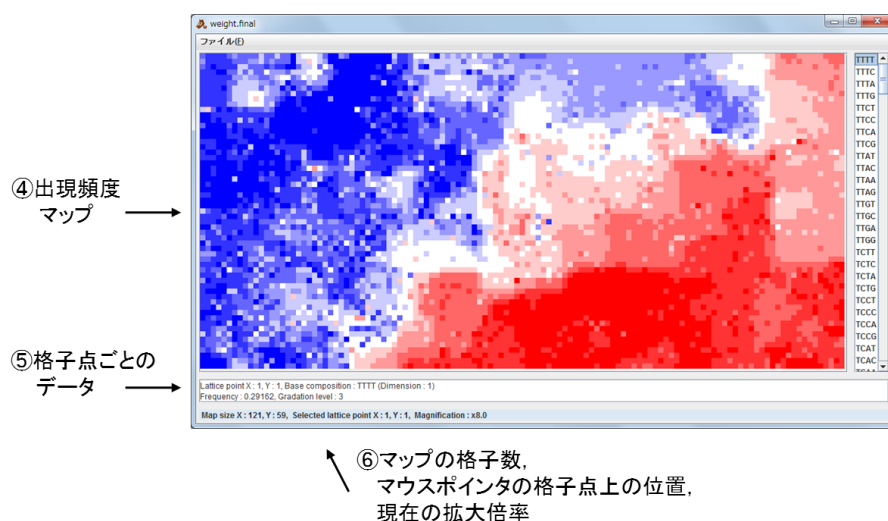 weight.final
ファイル(F)
TTTT
TTTC
TTTA
TTTG
TTCT
TTCC
TTCA
TTCG
TTAT
TTAC
TTAA
TTAG
TTGT
TTGC
TTGA
TTGG
TCTT
TCTC
TCTA
TCTG
TCCT
TCCC
TCCA
TCCG
TCAT
TCAC
TCAA
④出現頻度
マップ
⑤格子点ごとの
データ
Lattice point X : 1, Y : 1, Base composition : TTTT (Dimension : 1)
Frequency : 0.29162, Gradation level : 3
Map size X : 121, Y : 59, Selected lattice point X : 1, Y : 1, Magnification : x8.0
⑥マップの格子数,
マウスポインタの格子点上の位置,
現在の拡大倍率